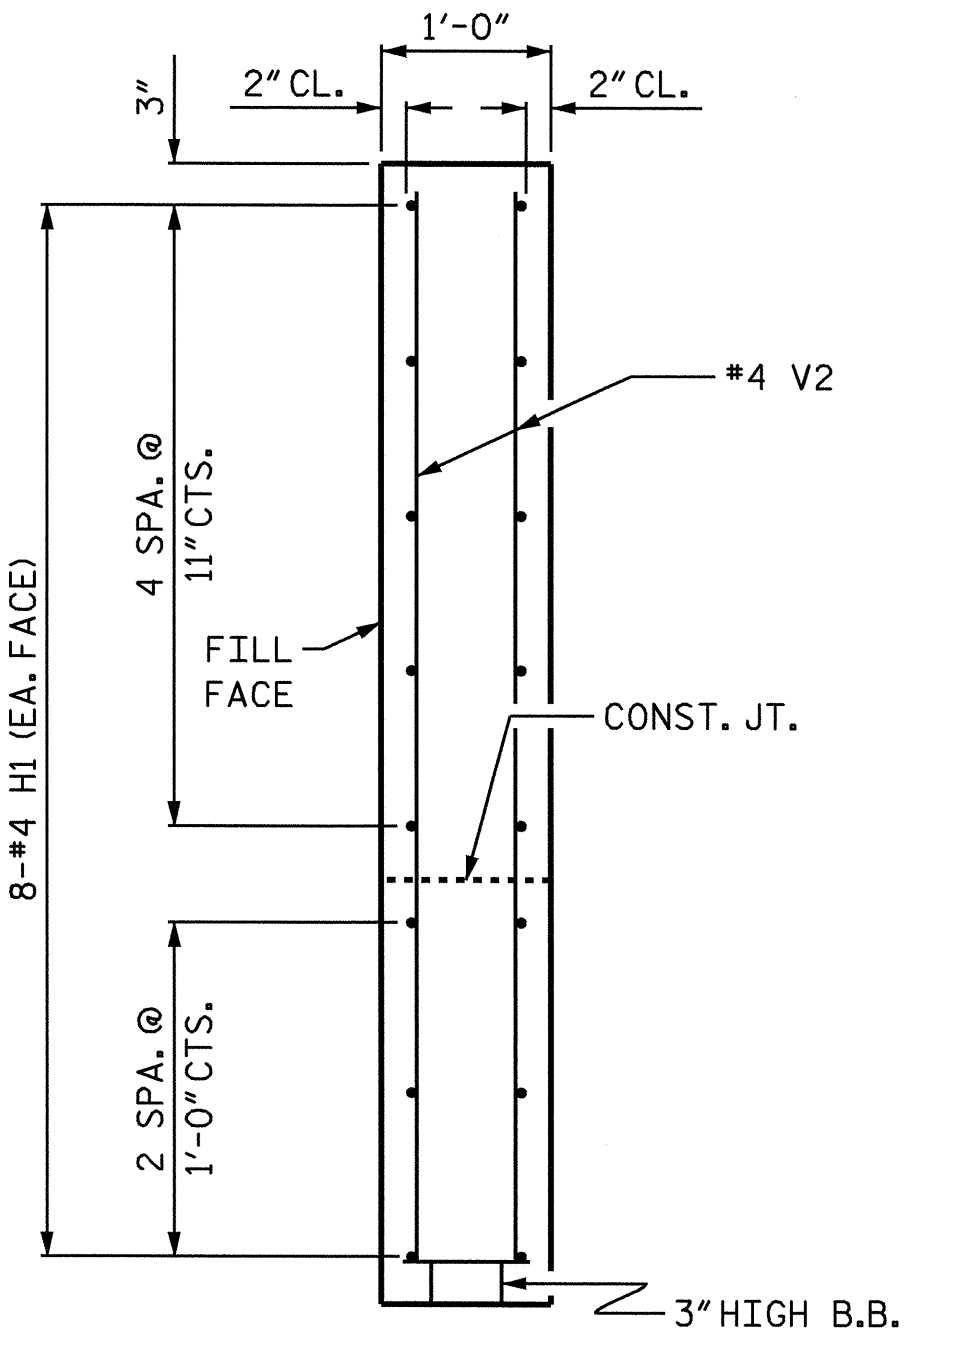 1'-0"
2" CL.
2" CL.
3"
#4 V2
4 SPA. @
11" CTS.
8-#4 H1 (EA. FACE)
FILL
FACE
CONST. JT.
2 SPA. @
1'-0" CTS.
3" HIGH B.B.